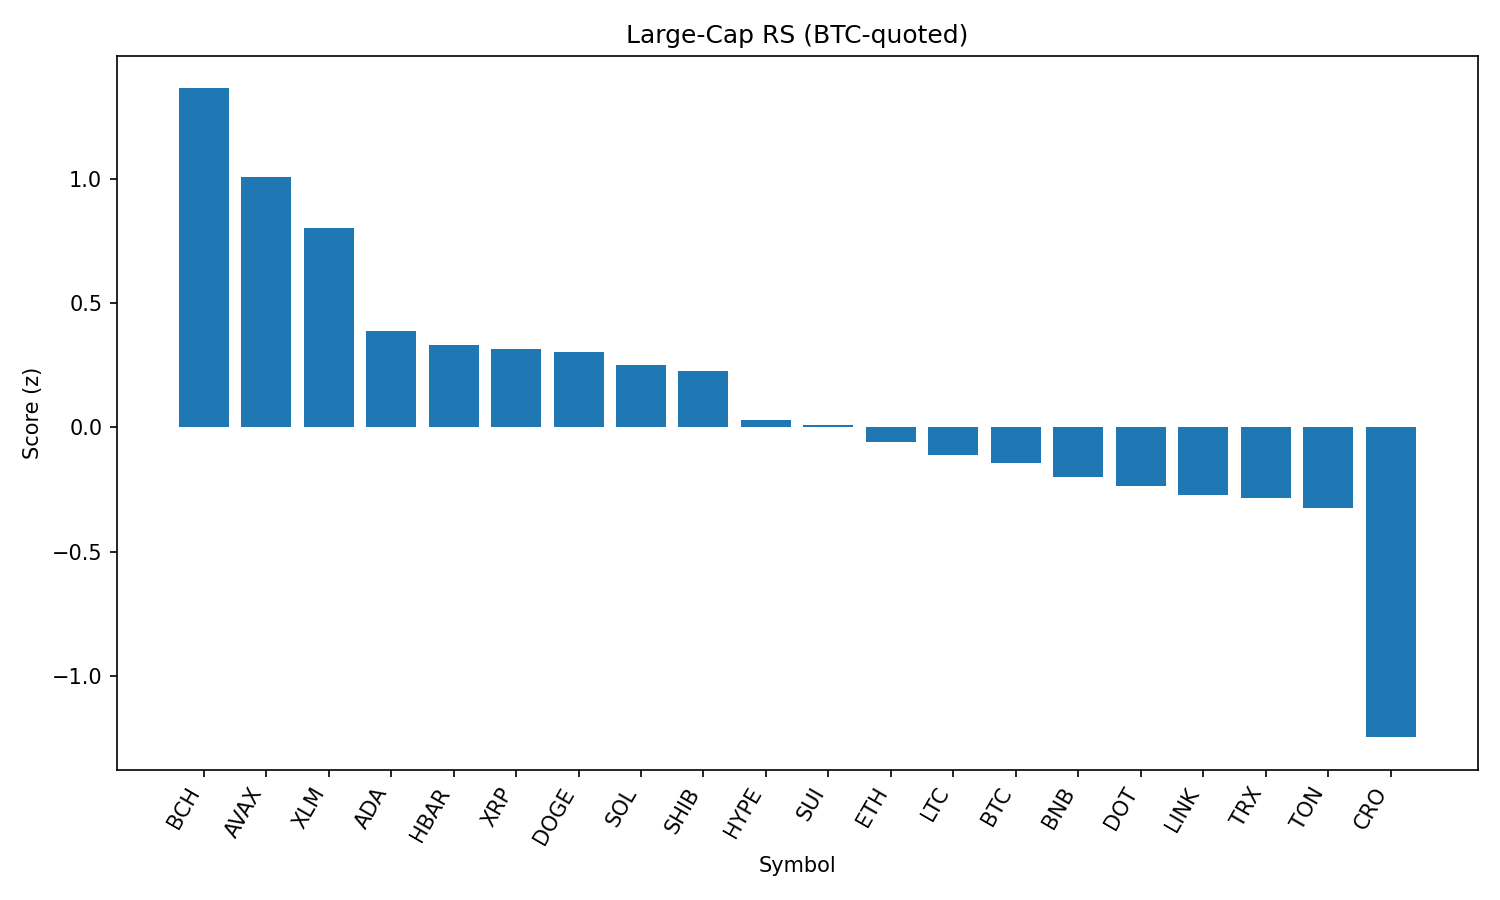 Large-Cap RS (BTC-quoted)
Score (z)
1.0
0.5
0.0
−0.5
−1.0
BCH
AVAX
XLM
ADA
HBAR
XRP
DOGE
SOL
SHIB
HYPE
SUI
ETH
LTC
BTC
BNB
DOT
LINK
TRX
TON
CRO
Symbol